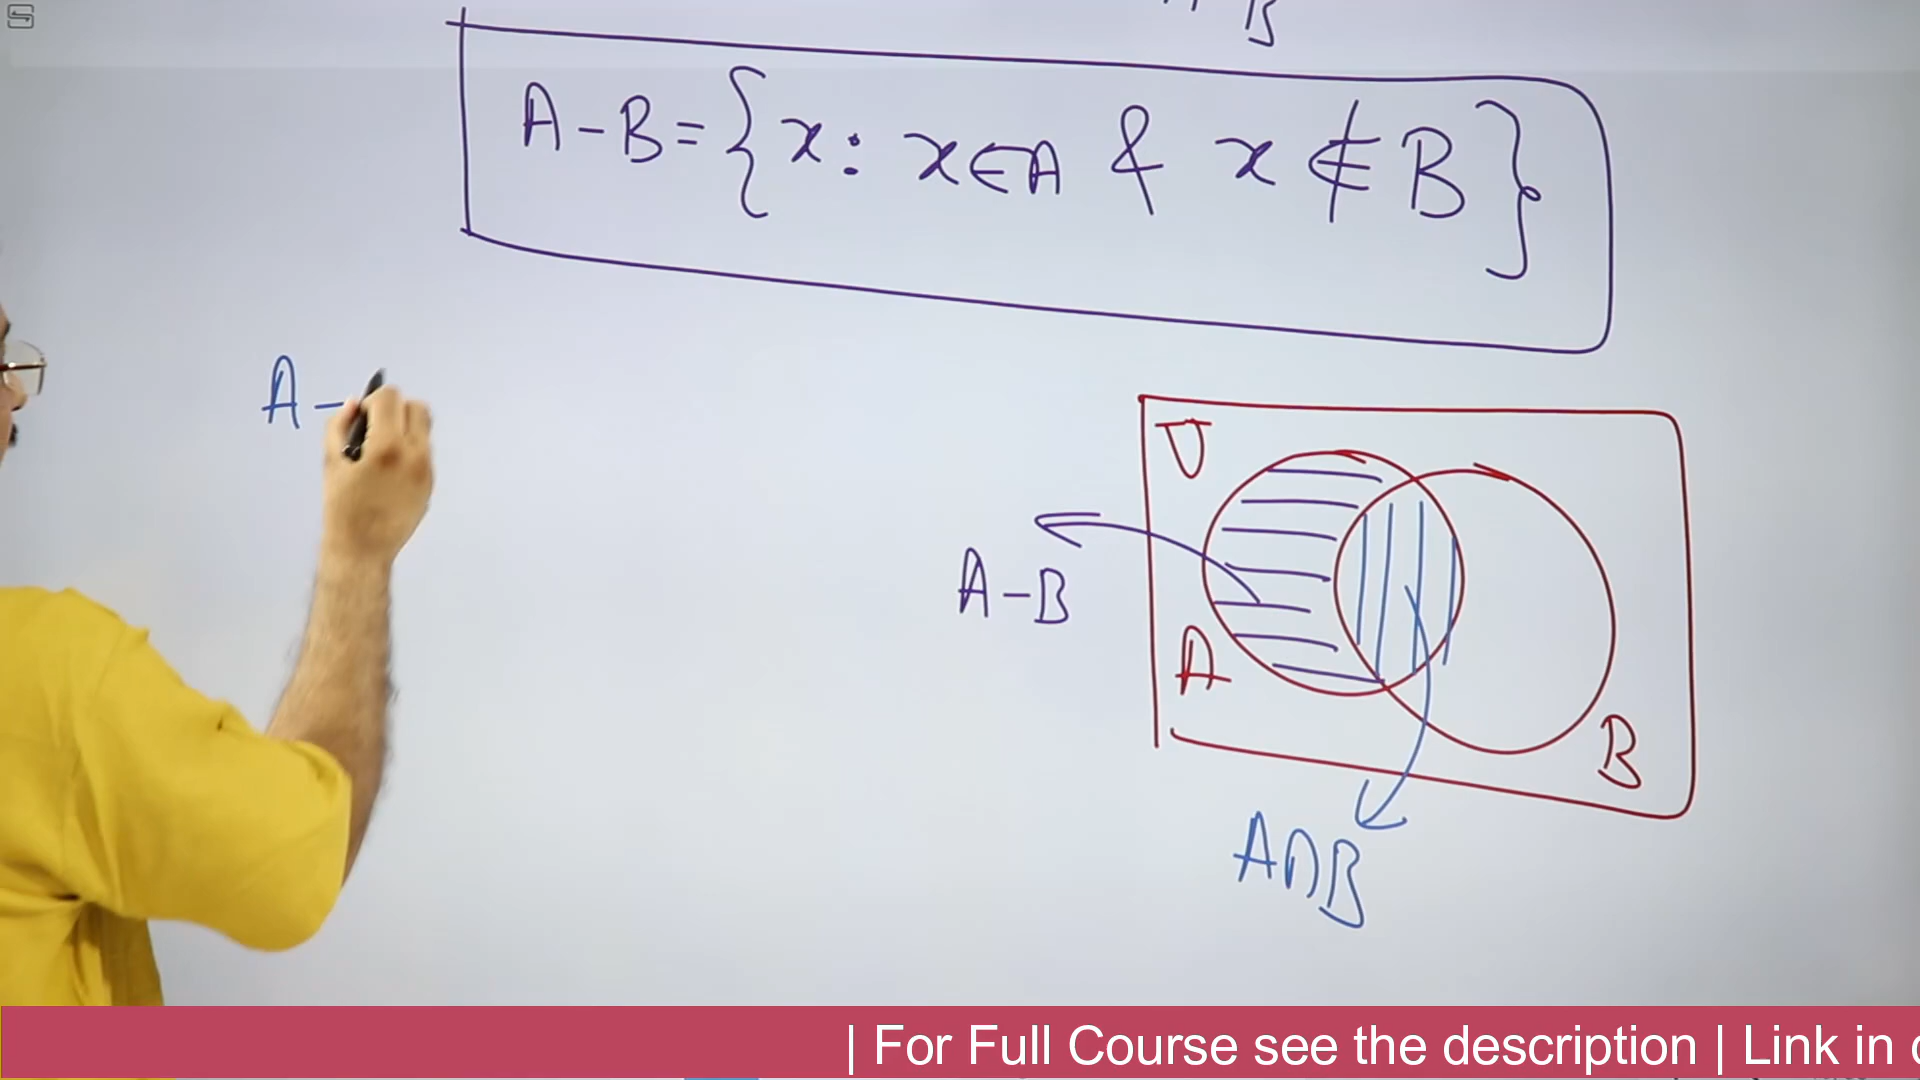 B
A-B={x: x∈A & x∉B}
A-
U
A-B
A
B
A∩B
| For Full Course see the description | Link in